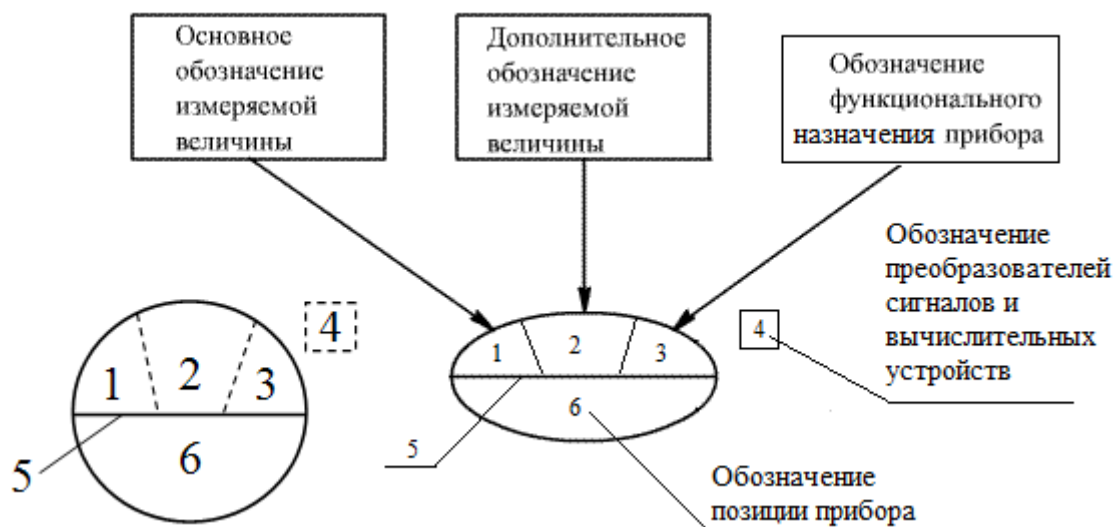 Основное
обозначение
измеряемой
величины
Дополнительное
обозначение
измеряемой
величины
Обозначение
функционального
назначения прибора
Обозначение
преобразователей
сигналов и
вычислительных
устройств
4
1
2
3
5
6
1
2
3
4
5
6
Обозначение
позиции прибора